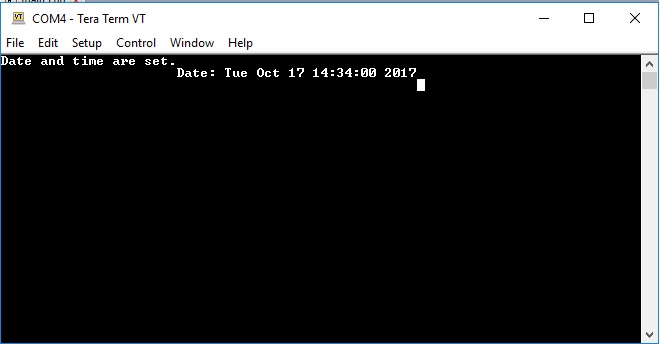 COM4 - Tera Term VT
File Edit Setup Control Window Help
Date and time are set.
Date: Tue Oct 17 14:34:00 2017